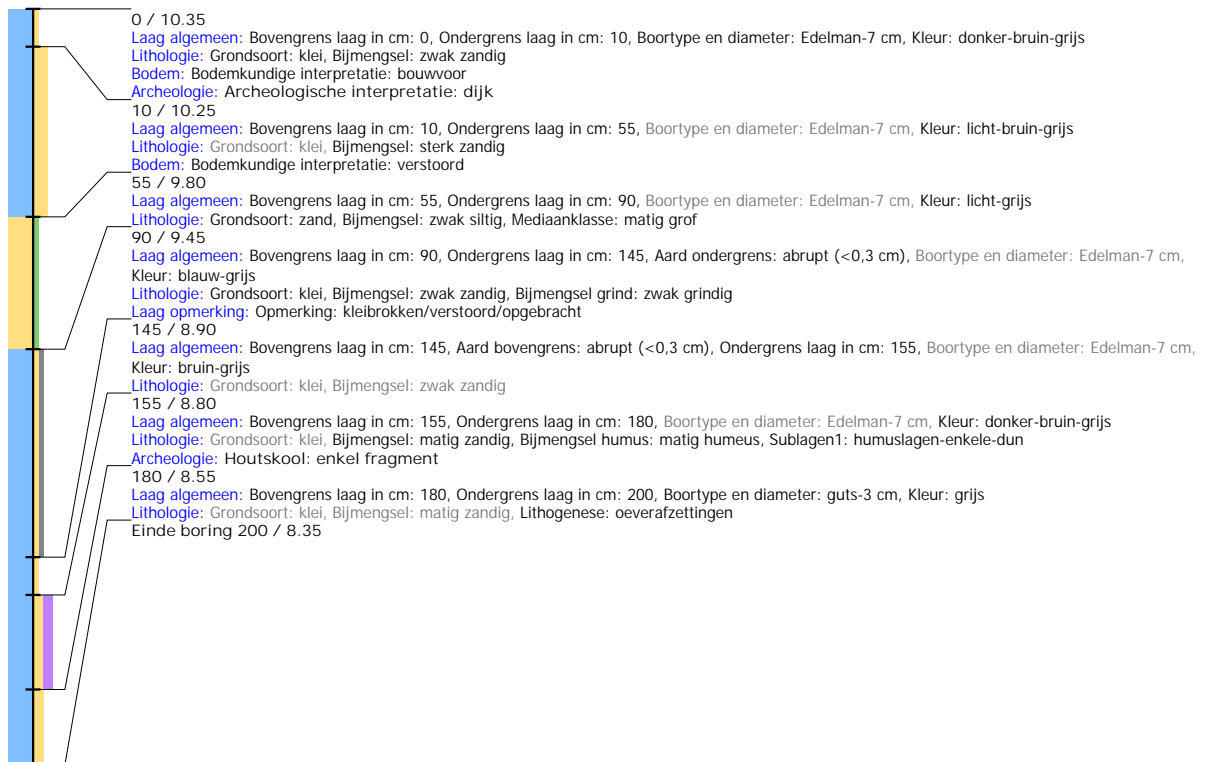 0 / 10.35
Laag algemeen: Bovengrens laag in cm: 0, Ondergrens laag in cm: 10, Boortype en diameter: Edelman-7 cm, Kleur: donker-bruin-grijs
Lithologie: Grondsoort: klei, Bijmengsel: zwak zandig
Bodem: Bodemkundige interpretatie: bouwvoor
Archeologie: Archeologische interpretatie: dijk
10 / 10.25
Laag algemeen: Bovengrens laag in cm: 10, Ondergrens laag in cm: 55, Boortype en diameter: Edelman-7 cm, Kleur: licht-bruin-grijs
Lithologie: Grondsoort: klei, Bijmengsel: sterk zandig
Bodem: Bodemkundige interpretatie: verstoord
55 / 9.80
Laag algemeen: Bovengrens laag in cm: 55, Ondergrens laag in cm: 90, Boortype en diameter: Edelman-7 cm, Kleur: licht-grijs
Lithologie: Grondsoort: zand, Bijmengsel: zwak siltig, Mediaanklasse: matig grof
90 / 9.45
Laag algemeen: Bovengrens laag in cm: 90, Ondergrens laag in cm: 145, Aard ondergrens: abrupt (<0,3 cm), Boortype en diameter: Edelman-7 cm,
Kleur: blauw-grijs
Lithologie: Grondsoort: klei, Bijmengsel: zwak zandig, Bijmengsel grind: zwak grindig
Laag opmerking: Opmerking: kleibrokken/verstoord/opgebracht
145 / 8.90
Laag algemeen: Bovengrens laag in cm: 145, Aard bovengrens: abrupt (<0,3 cm), Ondergrens laag in cm: 155, Boortype en diameter: Edelman-7 cm,
Kleur: bruin-grijs
Lithologie: Grondsoort: klei, Bijmengsel: zwak zandig
155 / 8.80
Laag algemeen: Bovengrens laag in cm: 155, Ondergrens laag in cm: 180, Boortype en diameter: Edelman-7 cm, Kleur: donker-bruin-grijs
Lithologie: Grondsoort: klei, Bijmengsel: matig zandig, Bijmengsel humus: matig humeus, Sublagen1: humuslagen-enkele-dun
Archeologie: Houtskool: enkel fragment
180 / 8.55
Laag algemeen: Bovengrens laag in cm: 180, Ondergrens laag in cm: 200, Boortype en diameter: guts-3 cm, Kleur: grijs
Lithologie: Grondsoort: klei, Bijmengsel: matig zandig, Lithogenese: oeverafzettingen
Einde boring 200 / 8.35